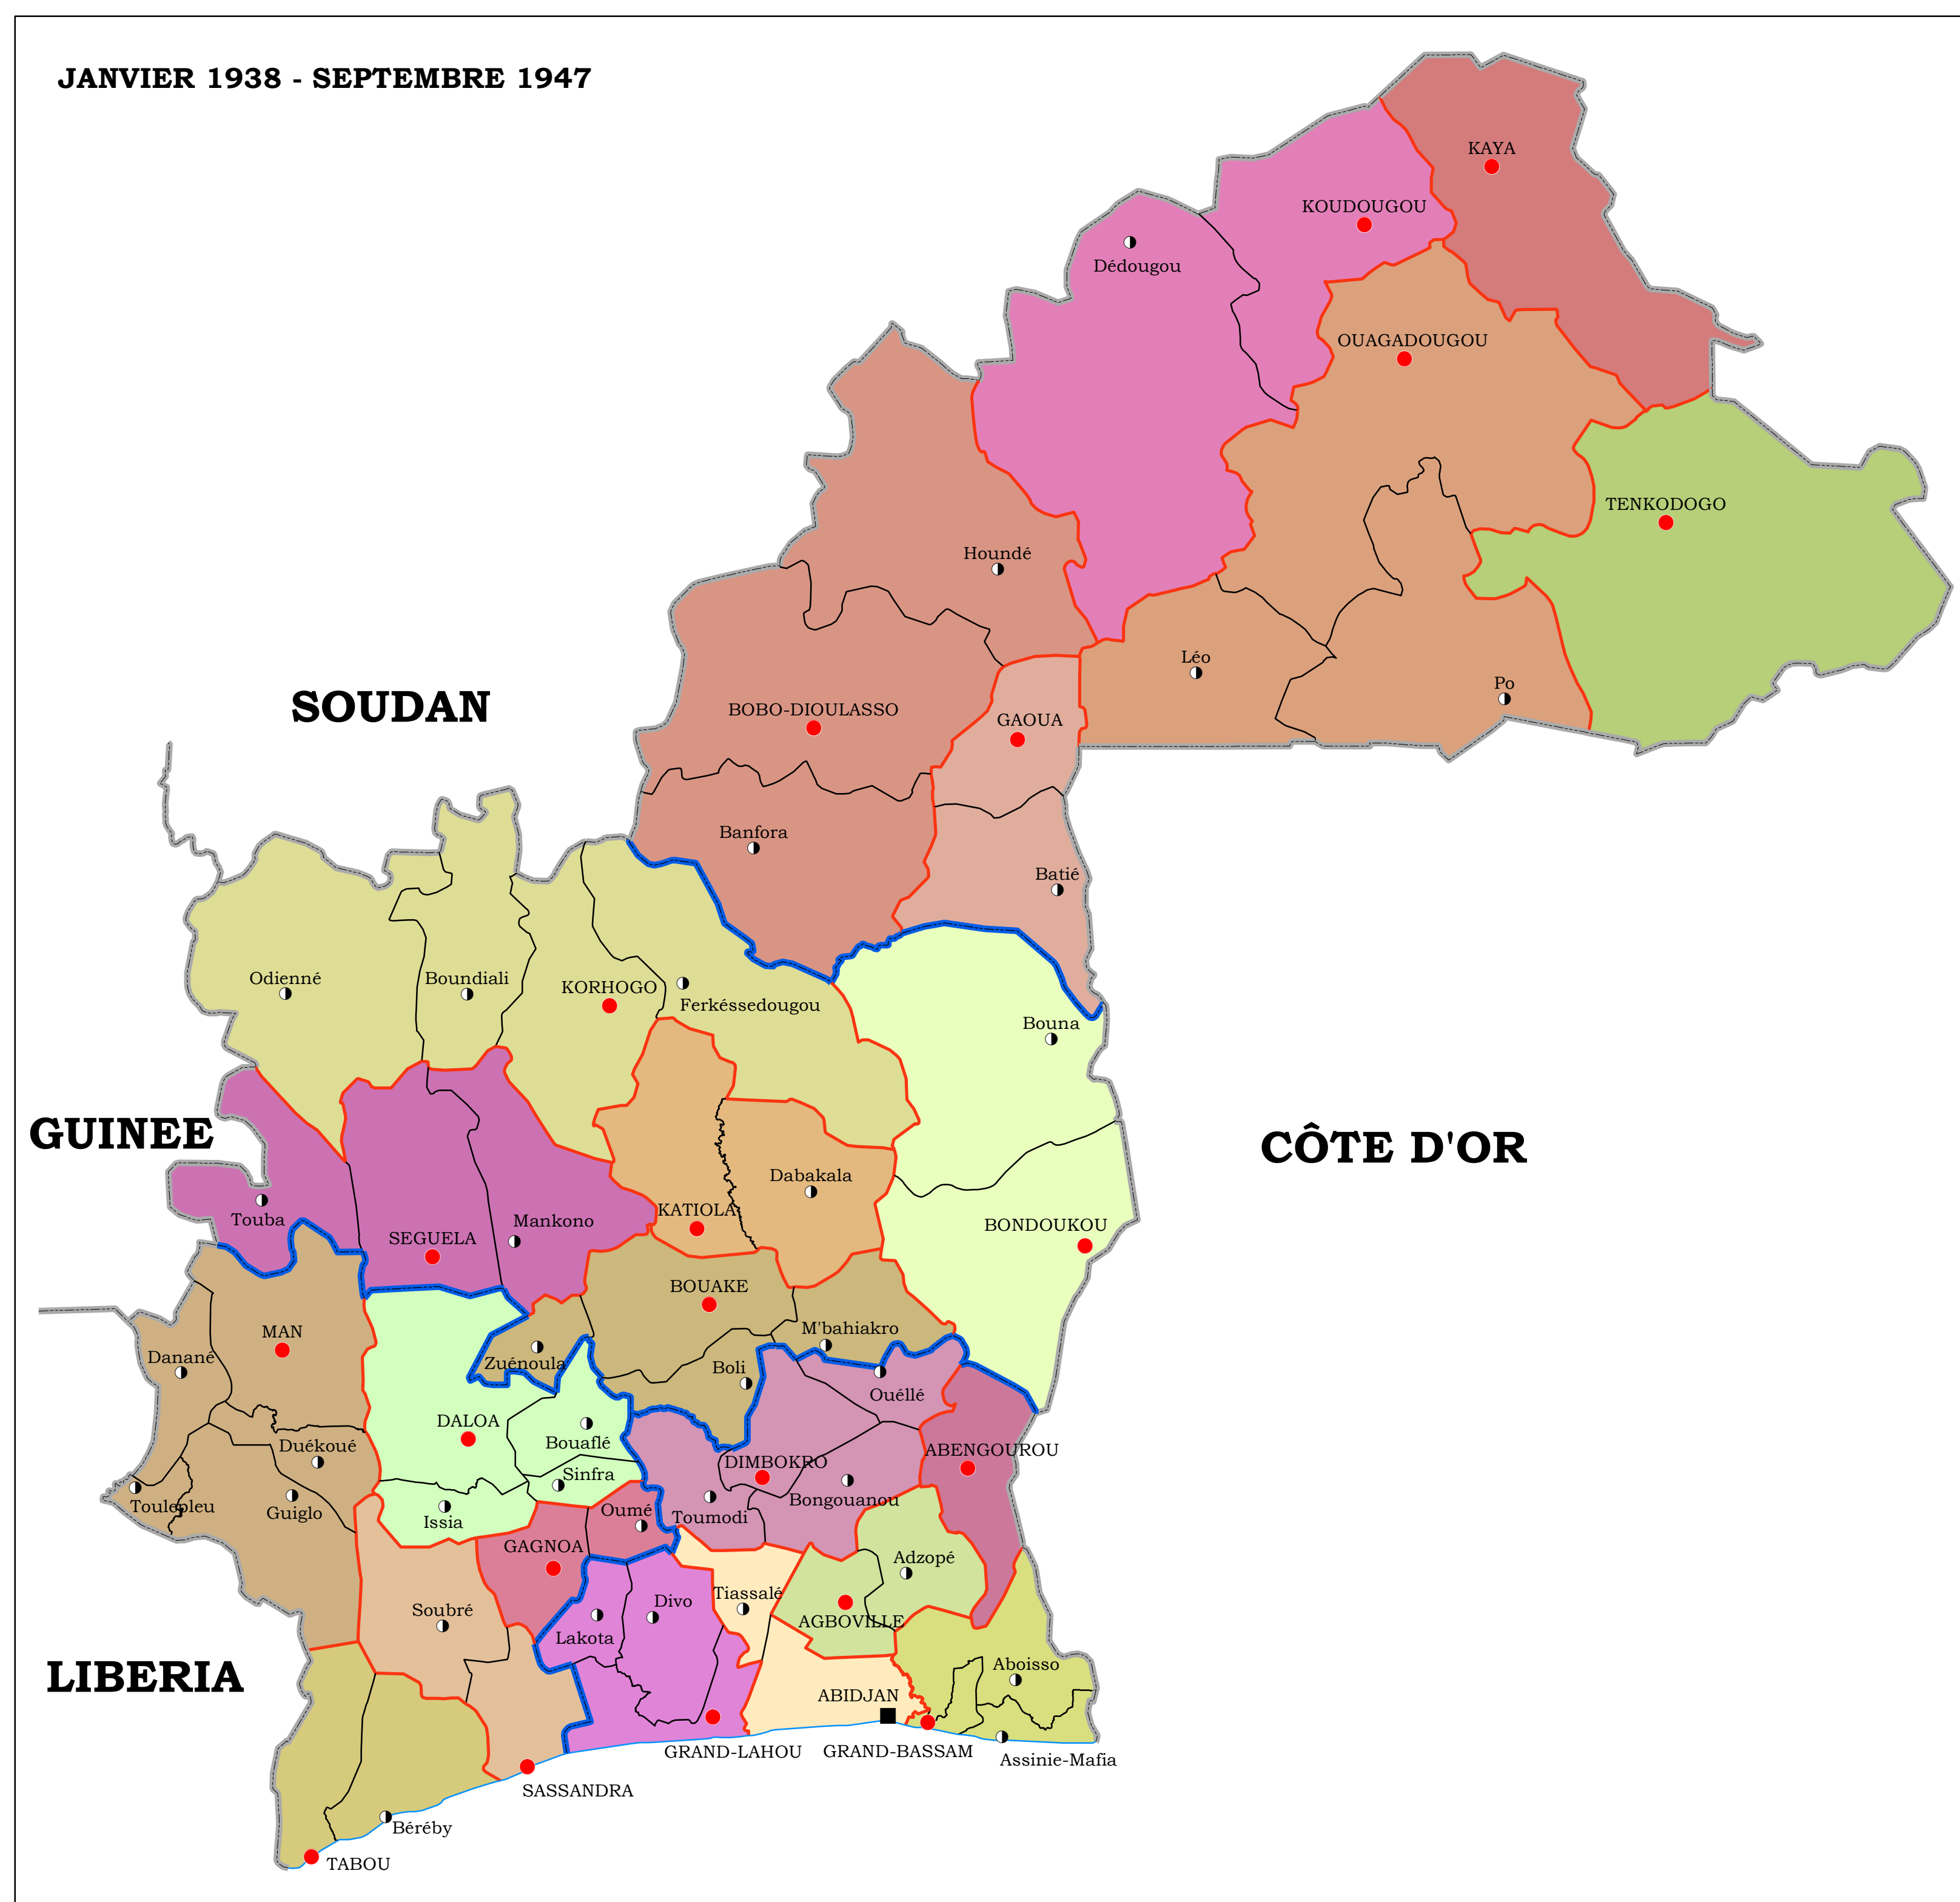 JANVIER 1938 - SEPTEMBRE 1947
KAYA
KOUDOUGOU
Dédougou
OUAGADOUGOU
TENKODOGO
Houndé
Léo
Po
SOUDAN
BOBO-DIOULASSO
GAOUA
Banfora
Batié
Odienné
Boundiali
KORHOGO
Ferkéssedougou
Bouna
GUINEE
CÔTE D'OR
Dabakala
Touba
Mankono
KATIOLA
BONDOUKOU
SEGUELA
BOUAKE
MAN
M'bahiakro
Danané
Zuénoula
Boli
Ouéllé
DALOA
Bouaflé
Duékoué
ABENGOUROU
DIMBOKRO
Sinfra
Toulepleu
Guiglo
Issia
Oumé
Toumodi
Bongouanou
GAGNOA
Adzopé
Soubré
Divo
Tiassalé
Lakota
AGBOVILLE
LIBERIA
Aboisso
ABIDJAN
GRAND-LAHOU
GRAND-BASSAM
Assinie-Mafia
SASSANDRA
Béréby
TABOU